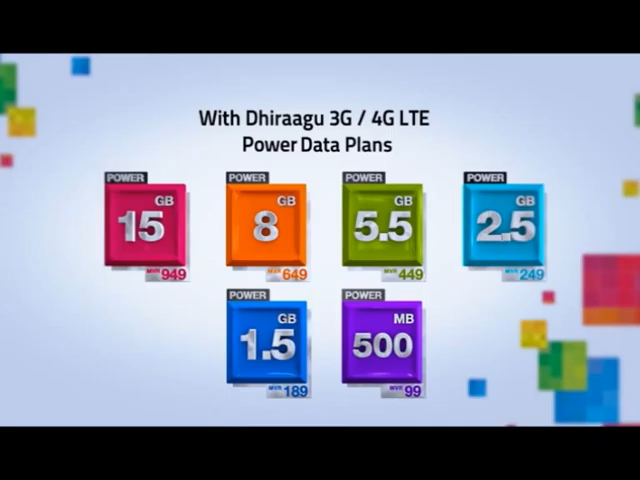 With Dhiraagu 3G / 4G LTE
Power Data Plans
POWER
15 GB
MVR 949
POWER
8 GB
MVR 649
POWER
5.5 GB
MVR 449
POWER
2.5 GB
MVR 249
POWER
1.5 GB
MVR 189
POWER
500 MB
MVR 99